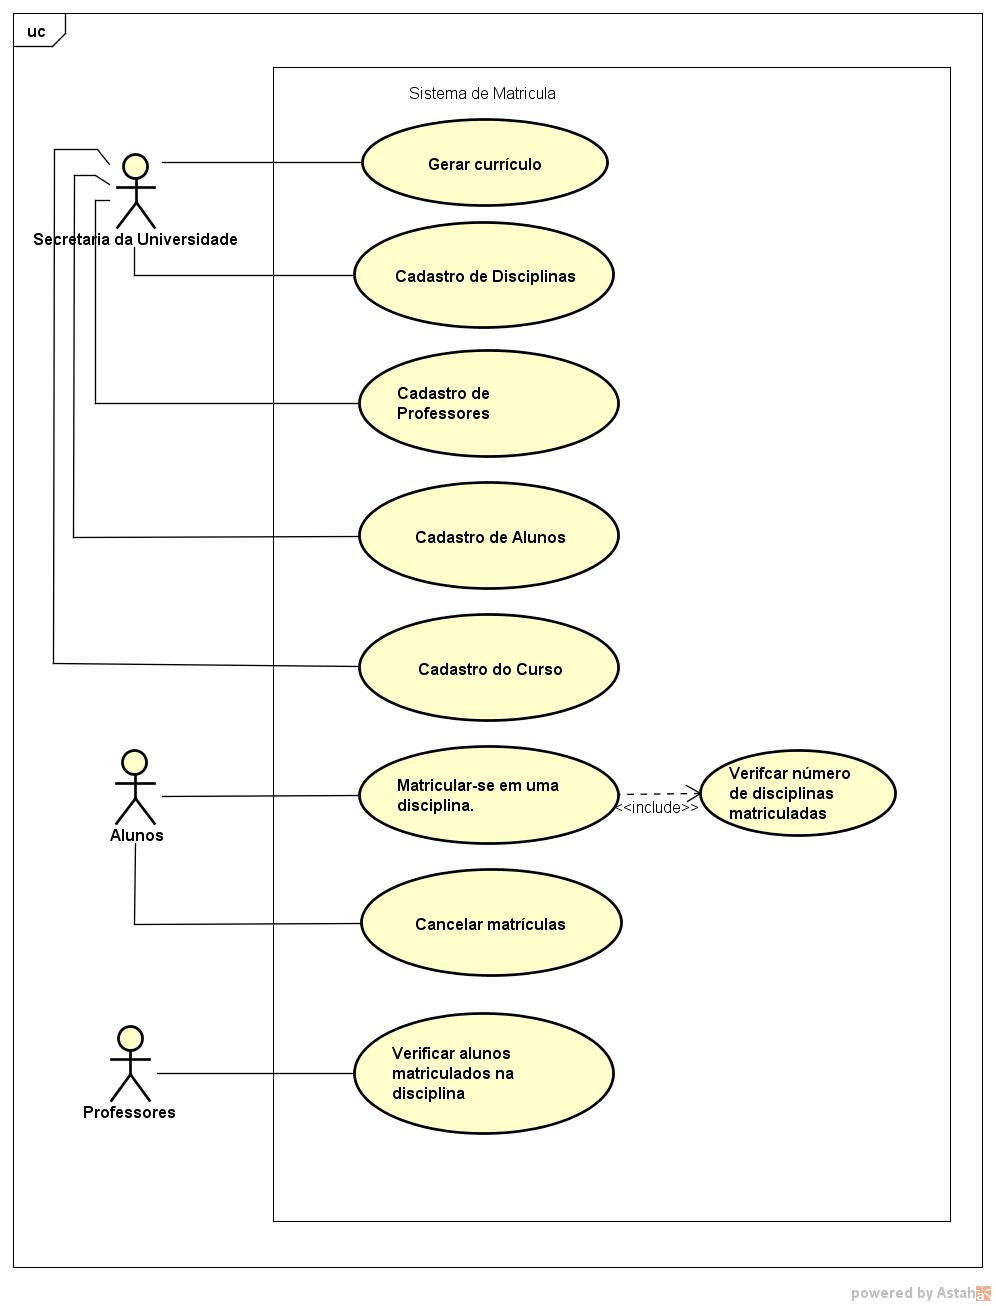 uc
Sistema de Matricula
Gerar currículo
Secretaria da Universidade
Cadastro de Disciplinas
Cadastro de
Professores
Cadastro de Alunos
Cadastro do Curso
Matricular-se em uma
disciplina.
<<include>>
Verifcar número
de disciplinas
matriculadas
Alunos
Cancelar matrículas
Verificar alunos
matriculados na
disciplina
Professores
powered by Astah